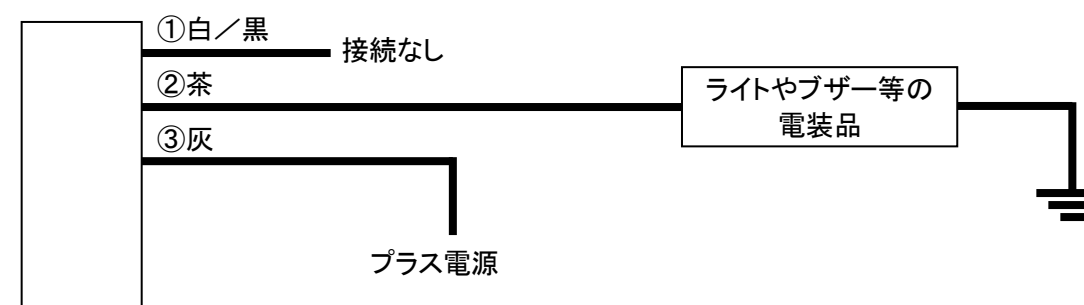 ①白／黒
接続なし
②茶
ライトやブザー等の
電装品
③灰
プラス電源